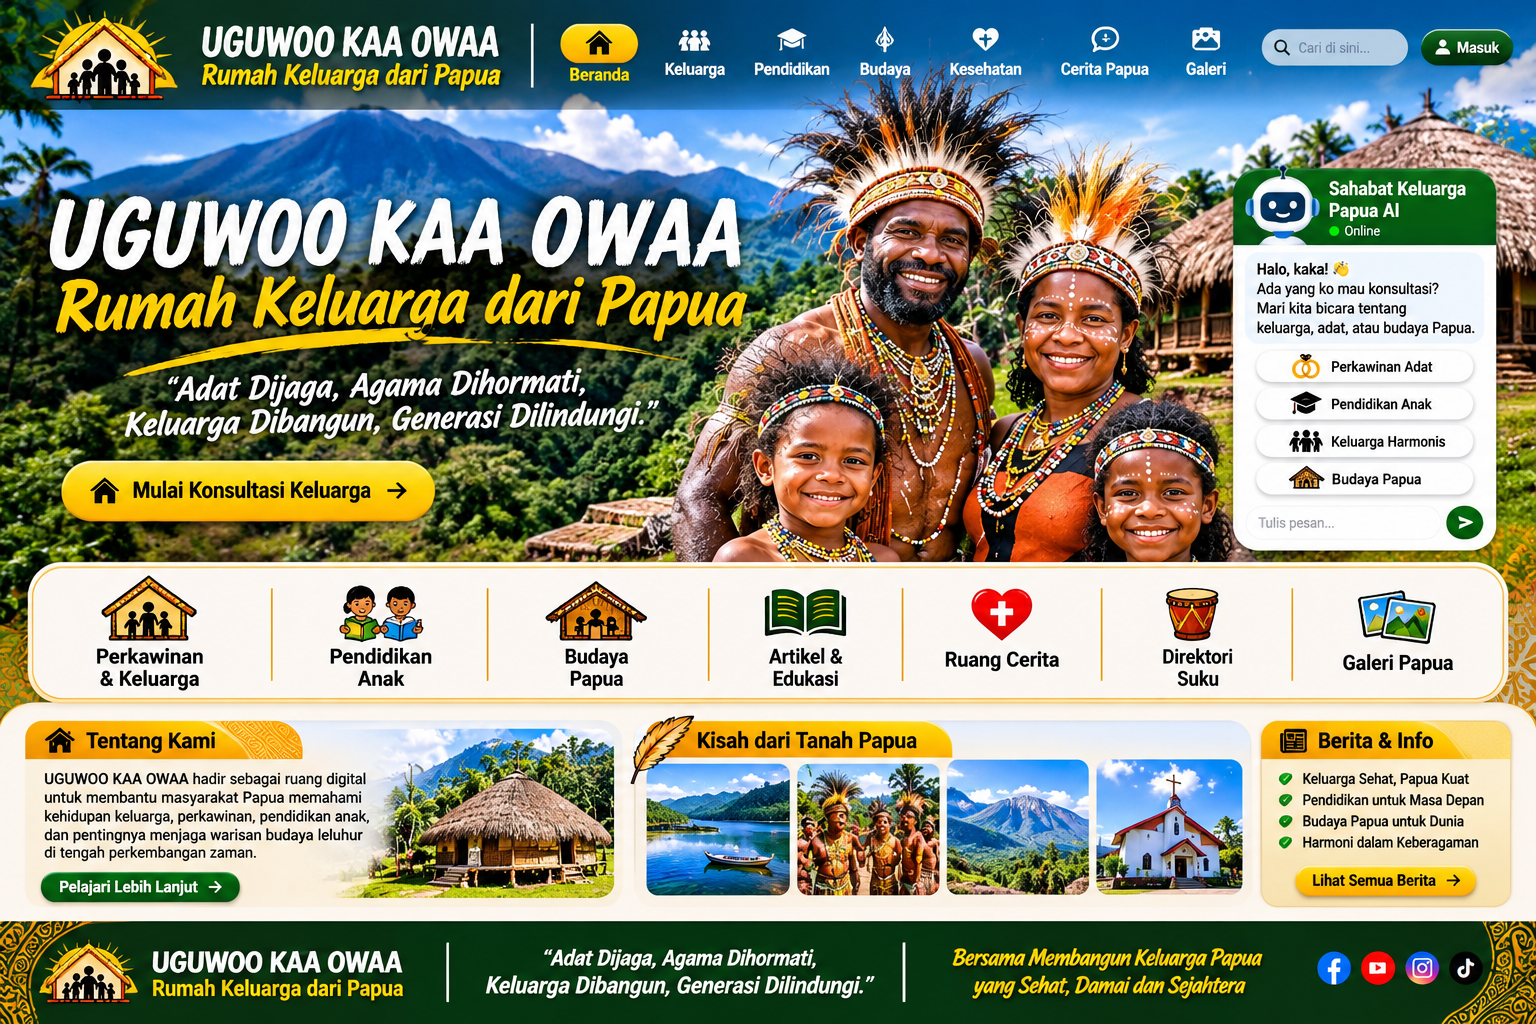 UGUWOO KAA OWAA
Rumah Keluarga dari Papua
Beranda
Keluarga
Pendidikan
Budaya
Kesehatan
Cerita Papua
Galeri
Cari di sini...
Masuk
UGUWOO KAA OWAA
Rumah Keluarga dari Papua
“Adat Dijaga, Agama Dihormati,
Keluarga Dibangun, Generasi Dilindungi.”
Mulai Konsultasi Keluarga →
Sahabat Keluarga
Papua AI
Online
Halo, kaka! 👋
Ada yang ko mau konsultasi?
Mari kita bicara tentang
keluarga, adat, atau budaya Papua.
Perkawinan Adat
Pendidikan Anak
Keluarga Harmonis
Budaya Papua
Tulis pesan...
Perkawinan
& Keluarga
Pendidikan
Anak
Budaya
Papua
Artikel &
Edukasi
Ruang Cerita
Direktori
Suku
Galeri Papua
Tentang Kami
UGUWOO KAA OWAA hadir sebagai ruang digital
untuk membantu masyarakat Papua memahami
kehidupan keluarga, perkawinan, pendidikan anak,
dan pentingnya menjaga warisan budaya leluhur
di tengah perkembangan zaman.
Pelajari Lebih Lanjut →
Kisah dari Tanah Papua
Berita & Info
Keluarga Sehat, Papua Kuat
Pendidikan untuk Masa Depan
Budaya Papua untuk Dunia
Harmoni dalam Keberagaman
Lihat Semua Berita →
UGUWOO KAA OWAA
Rumah Keluarga dari Papua
“Adat Dijaga, Agama Dihormati,
Keluarga Dibangun, Generasi Dilindungi.”
Bersama Membangun Keluarga Papua
yang Sehat, Damai dan Sejahtera